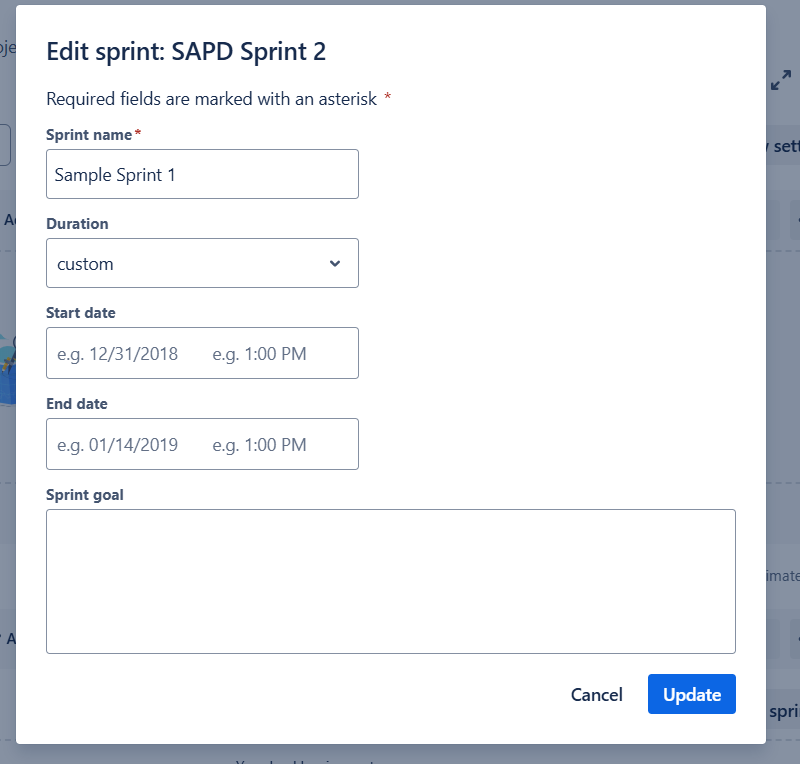 Edit sprint: SAPD Sprint 2
Required fields are marked with an asterisk *
Sprint name*
Sample Sprint 1
Duration
custom
Start date
e.g. 12/31/2018 e.g. 1:00 PM
End date
e.g. 01/14/2019 e.g. 1:00 PM
Sprint goal
Cancel Update